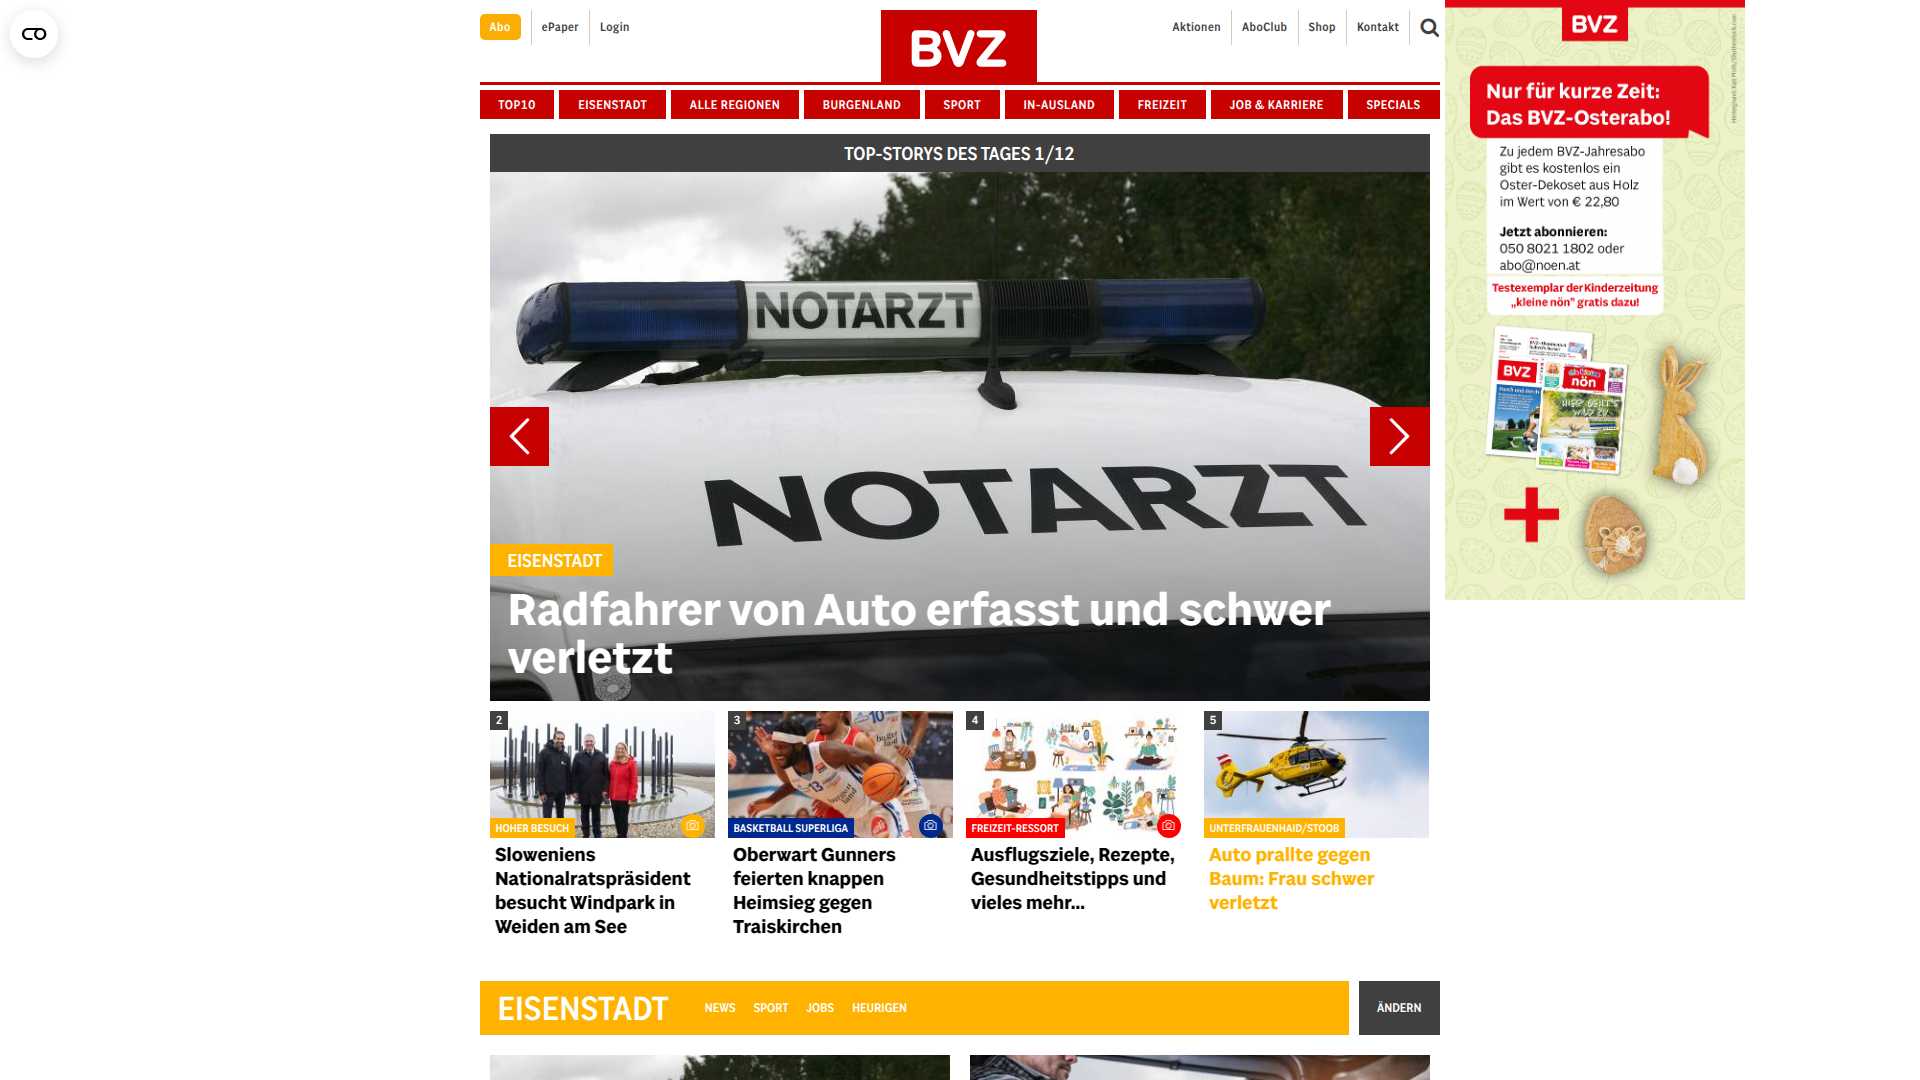 Abo
ePaper
Login
BVZ
Aktionen
AboClub
Shop
Kontakt
TOP10
EISENSTADT
ALLE REGIONEN
BURGENLAND
SPORT
IN-AUSLAND
FREIZEIT
JOB & KARRIERE
SPECIALS
TOP-STORYS DES TAGES 1/12
NOTARZT
NOTARZT
EISENSTADT
Radfahrer von Auto erfasst und schwer
verletzt
2
HOHER BESUCH
Sloweniens
Nationalratspräsident
besucht Windpark in
Weiden am See
3
10
13
BASKETBALL SUPERLIGA
Oberwart Gunners
feierten knappen
Heimsieg gegen
Traiskirchen
4
FREIZEIT-RESSORT
Ausflugsziele, Rezepte,
Gesundheitstipps und
vieles mehr...
5
UNTERFRAUENHAID/STOOB
Auto prallte gegen
Baum: Frau schwer
verletzt
EISENSTADT
NEWS
SPORT
JOBS
HEURIGEN
ÄNDERN
BVZ
Nur für kurze Zeit:
Das BVZ-Osterabo!
Zu jedem BVZ-Jahresabo
gibt es kostenlos ein
Oster-Dekoset aus Holz
im Wert von € 22,80
Jetzt abonnieren:
050 8021 1802 oder
abo@noen.at
Testexemplar der Kinderzeitung
„kleine nön" gratis dazu!
BVZ
nön